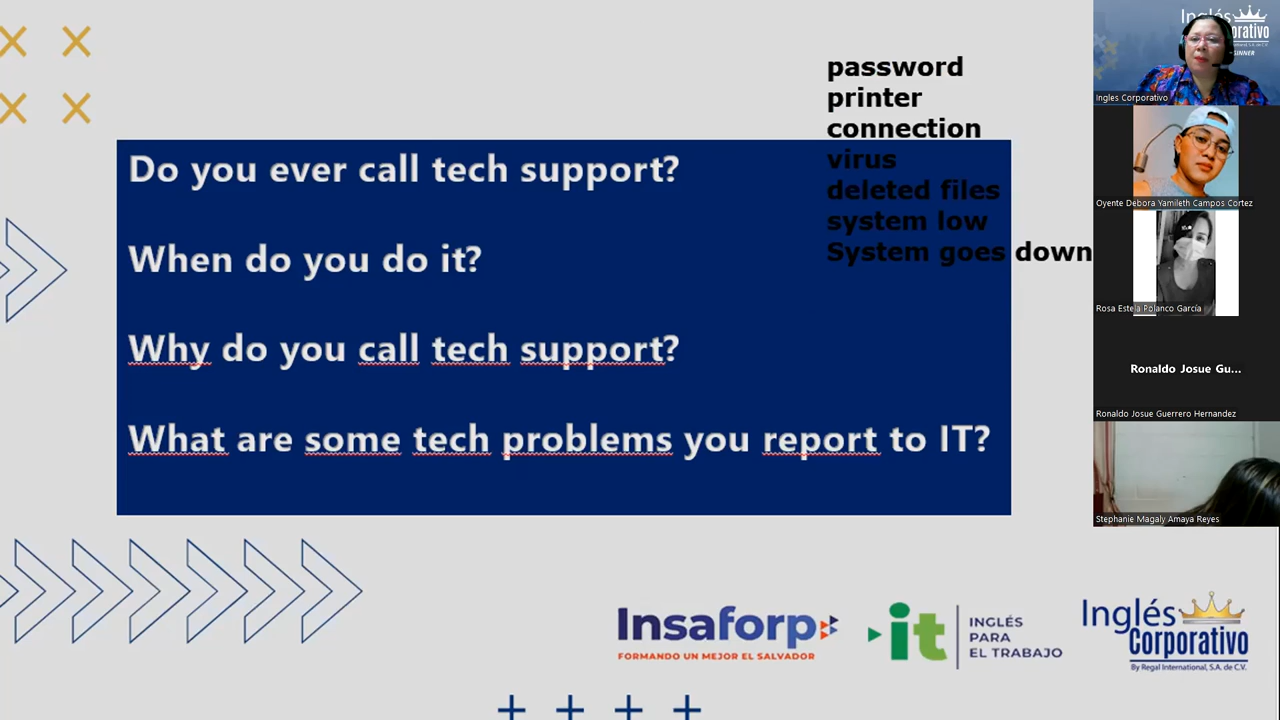 password
printer
connection
virus
deleted files
system low
System goes down
Do you ever call tech support?
When do you do it?
Why do you call tech support?
What are some tech problems you report to IT?
Insaforp
FORMANDO UN MEJOR EL SALVADOR
it
INGLÉS
PARA
EL TRABAJO
Inglés
Corporativo
By Regal International, S.A. de C.V.
Ingles Corporativo
Oyente Debora Yamileth Campos Cortez
Rosa Estela Polanco García
Ronaldo Josue Gu...
Ronaldo Josue Guerrero Hernandez
Stephanie Magaly Amaya Reyes